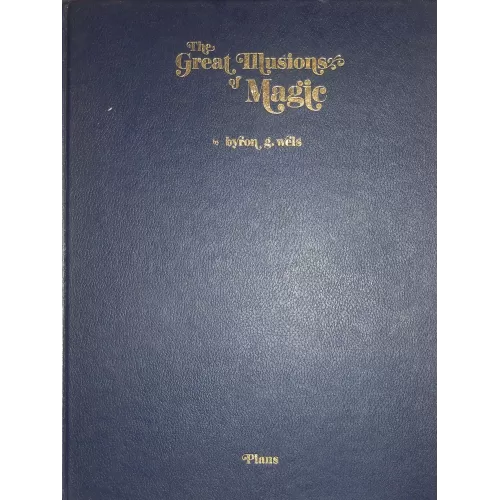 The
Great Illusions
of Magic
by byron g. wels
Plans